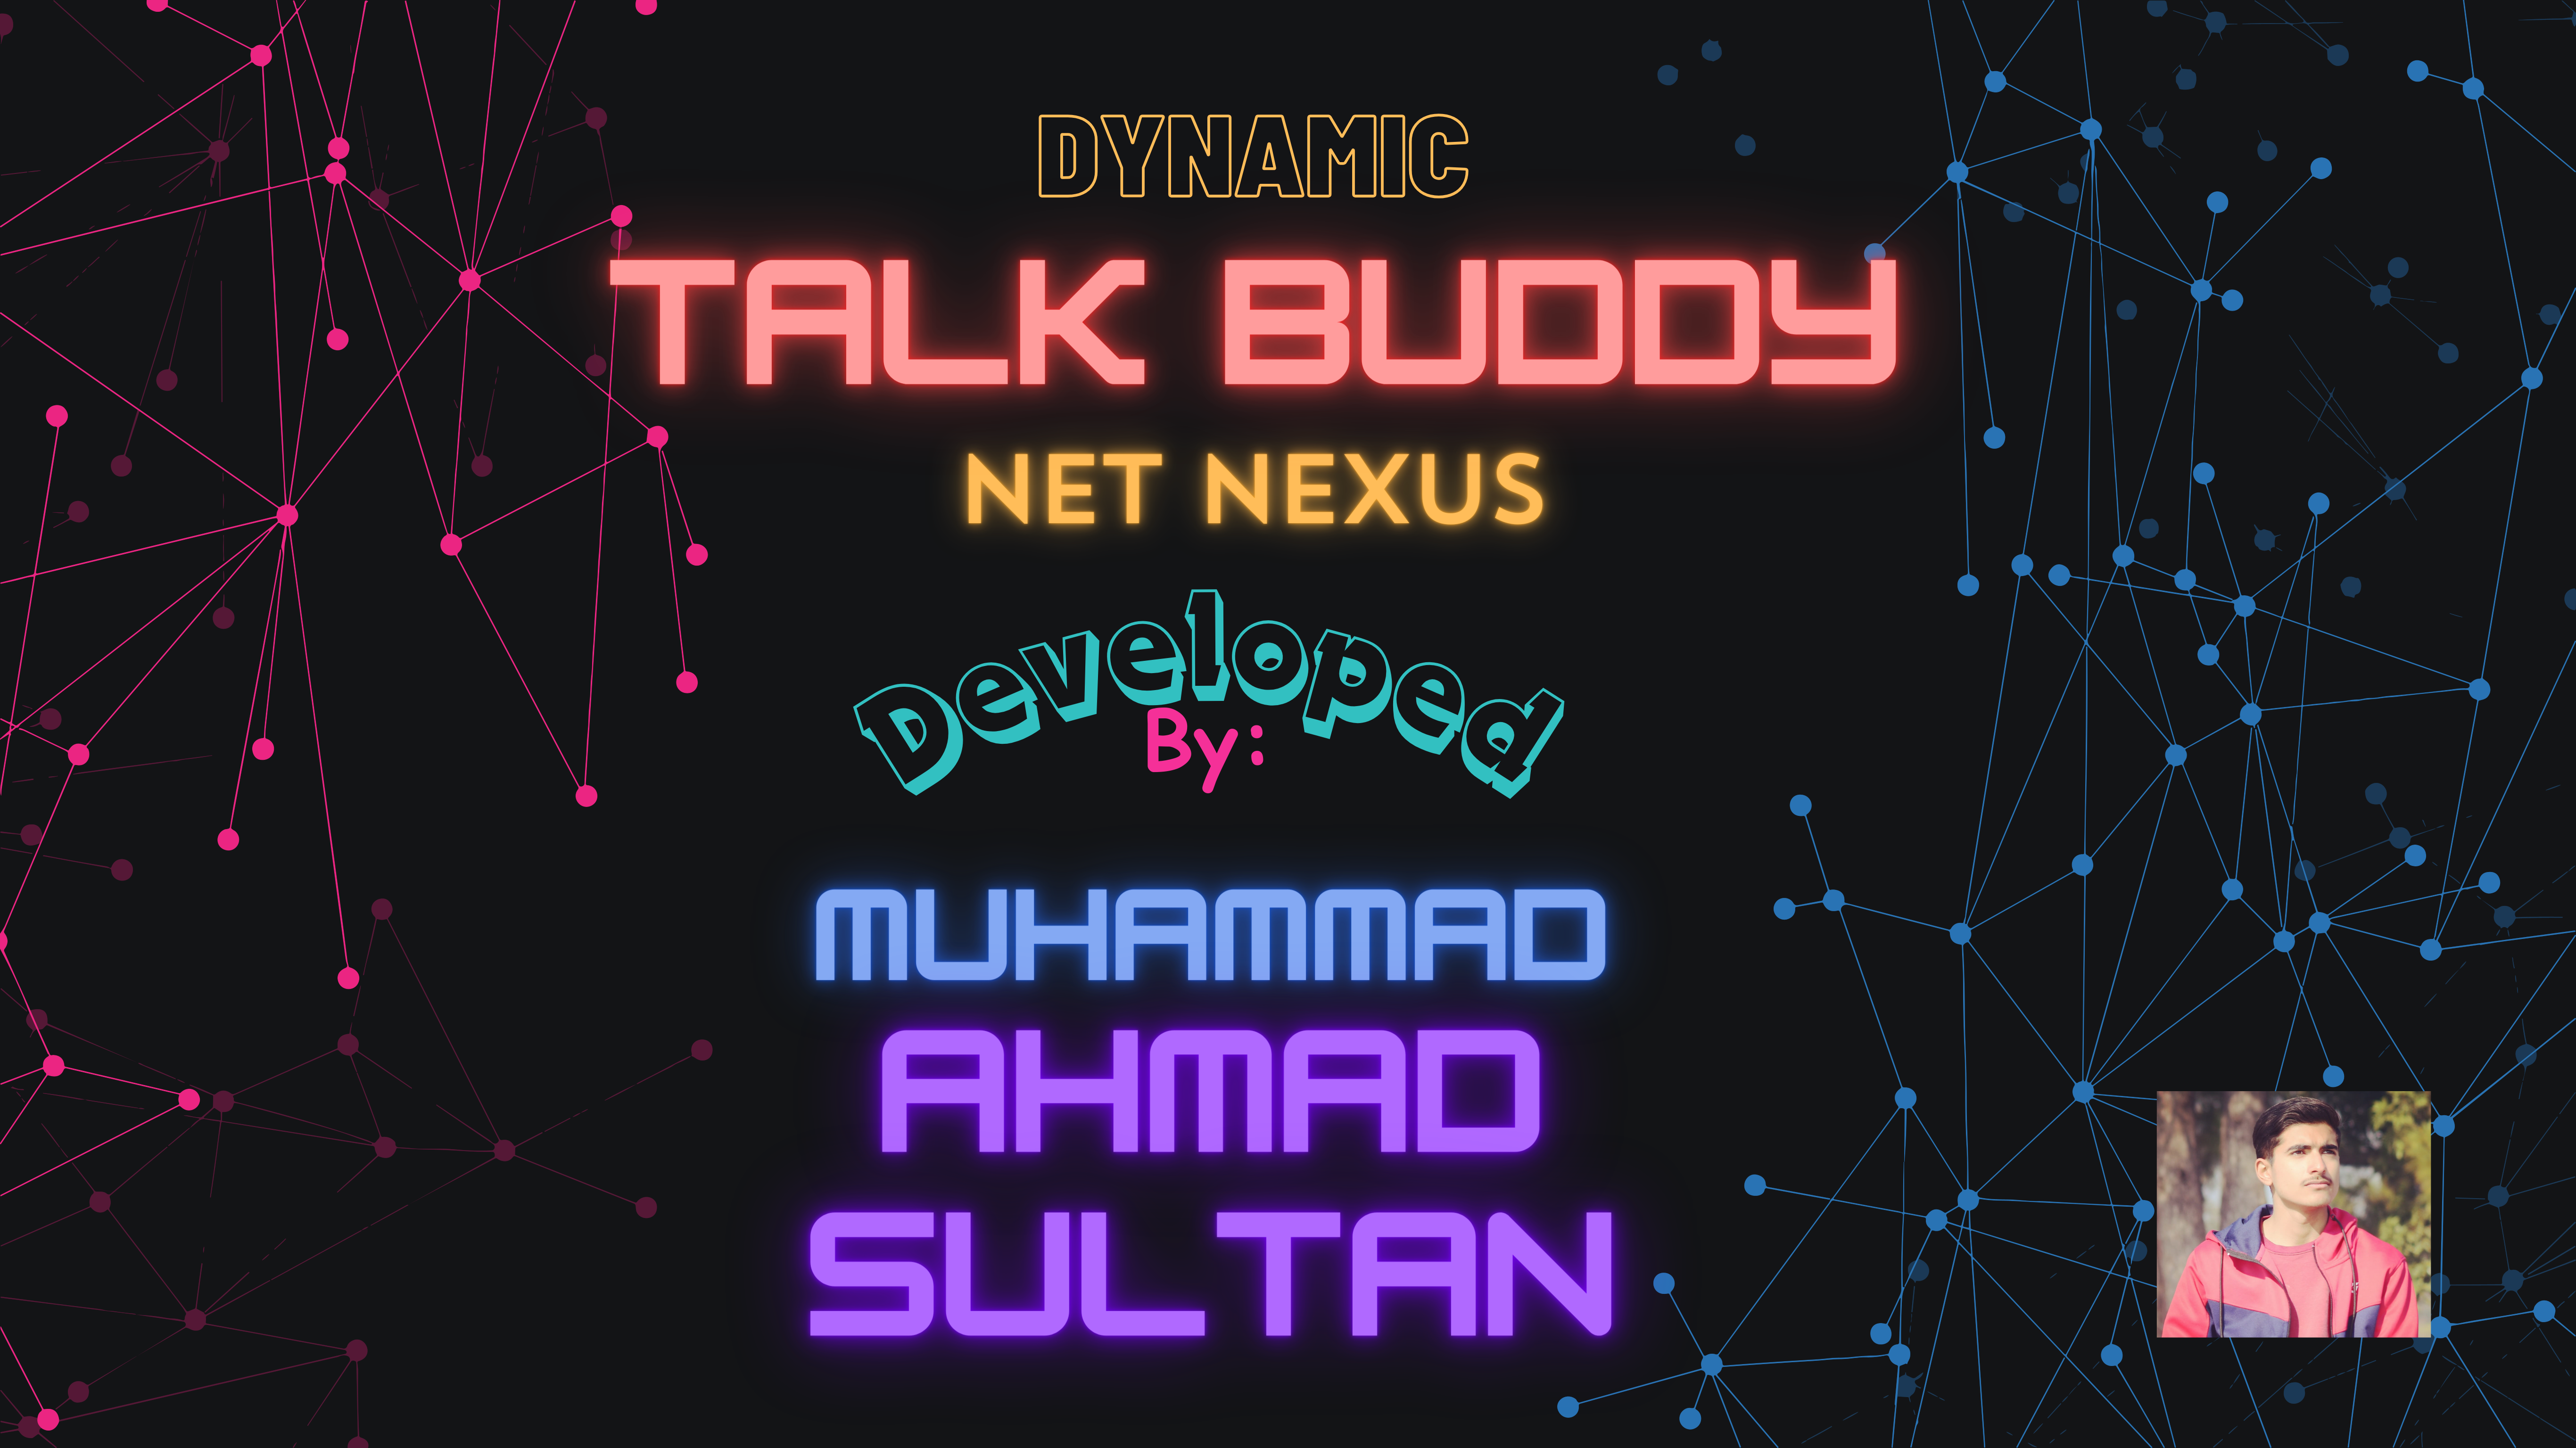 DYNAMIC
TALK BUDDY
NET NEXUS
Developed
By:
MUHAMMAD
AHMAD
SULTAN